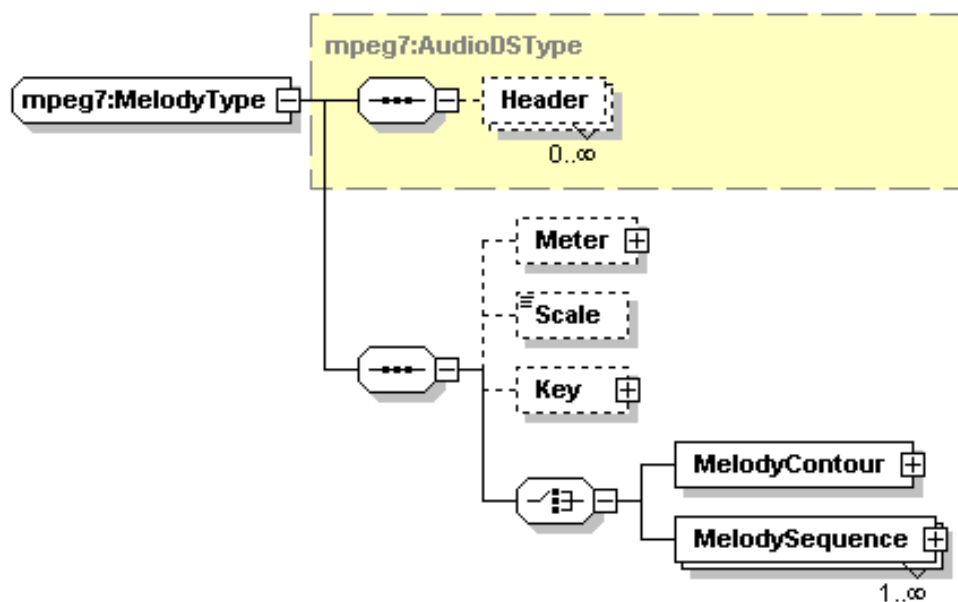 mpeg7:AudioDSType
mpeg7:MelodyType
Header
0..∞
Meter
Scale
Key
MelodyContour
MelodySequence
1..∞